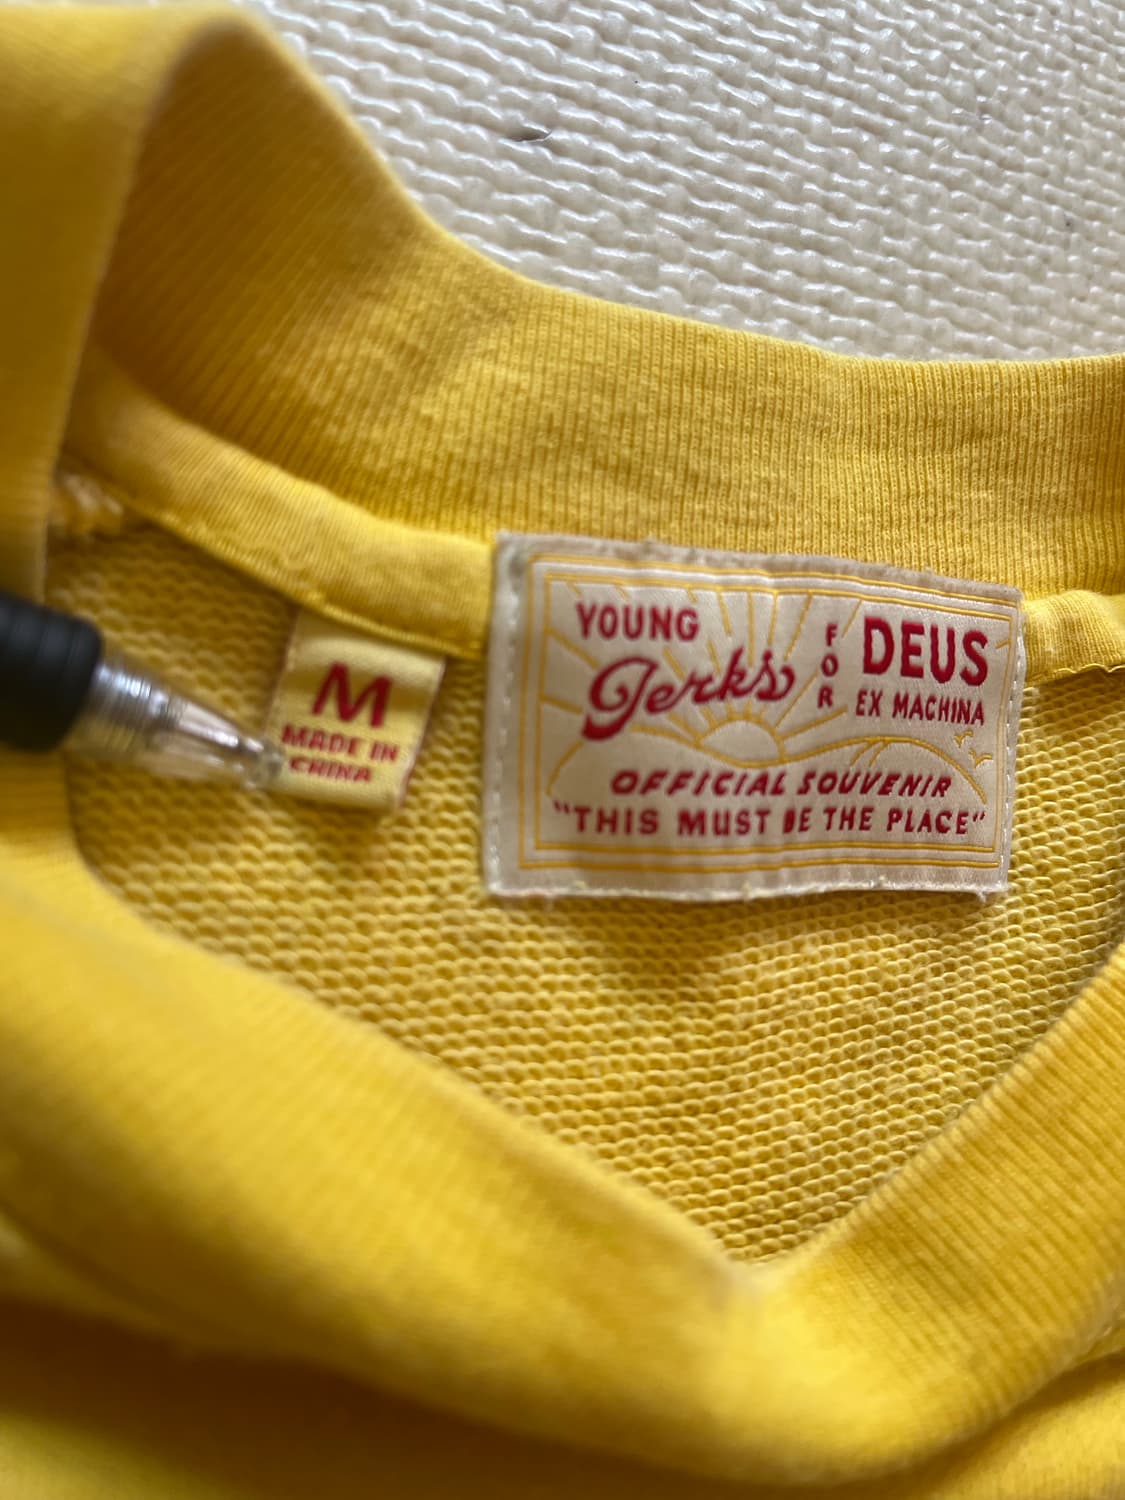 M
MADE IN
CHINA
YOUNG
Jerks
FOR
DEUS
EX MACHINA
OFFICIAL SOUVENIR
"THIS MUST BE THE PLACE"